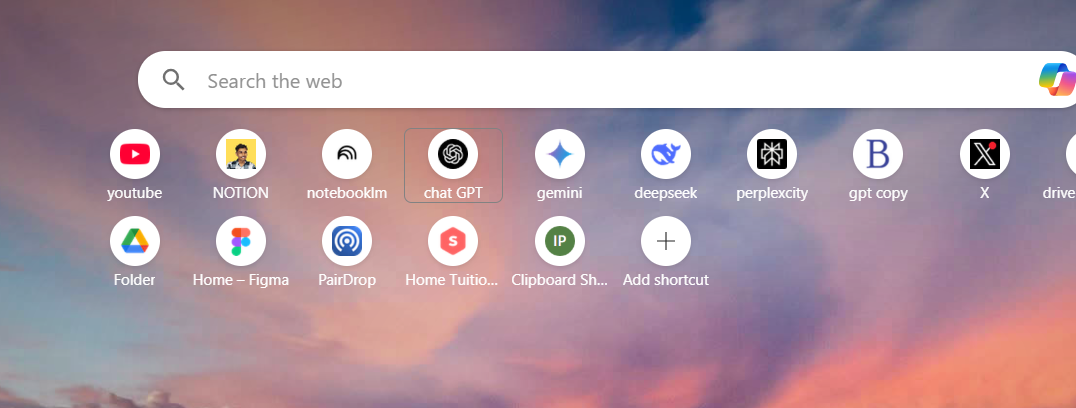 Search the web
youtube NOTION notebooklm chat GPT gemini deepseek perplexcity gpt copy X drive
B
Folder Home – Figma PairDrop Home Tuitio... Clipboard Sh... Add shortcut
S IP